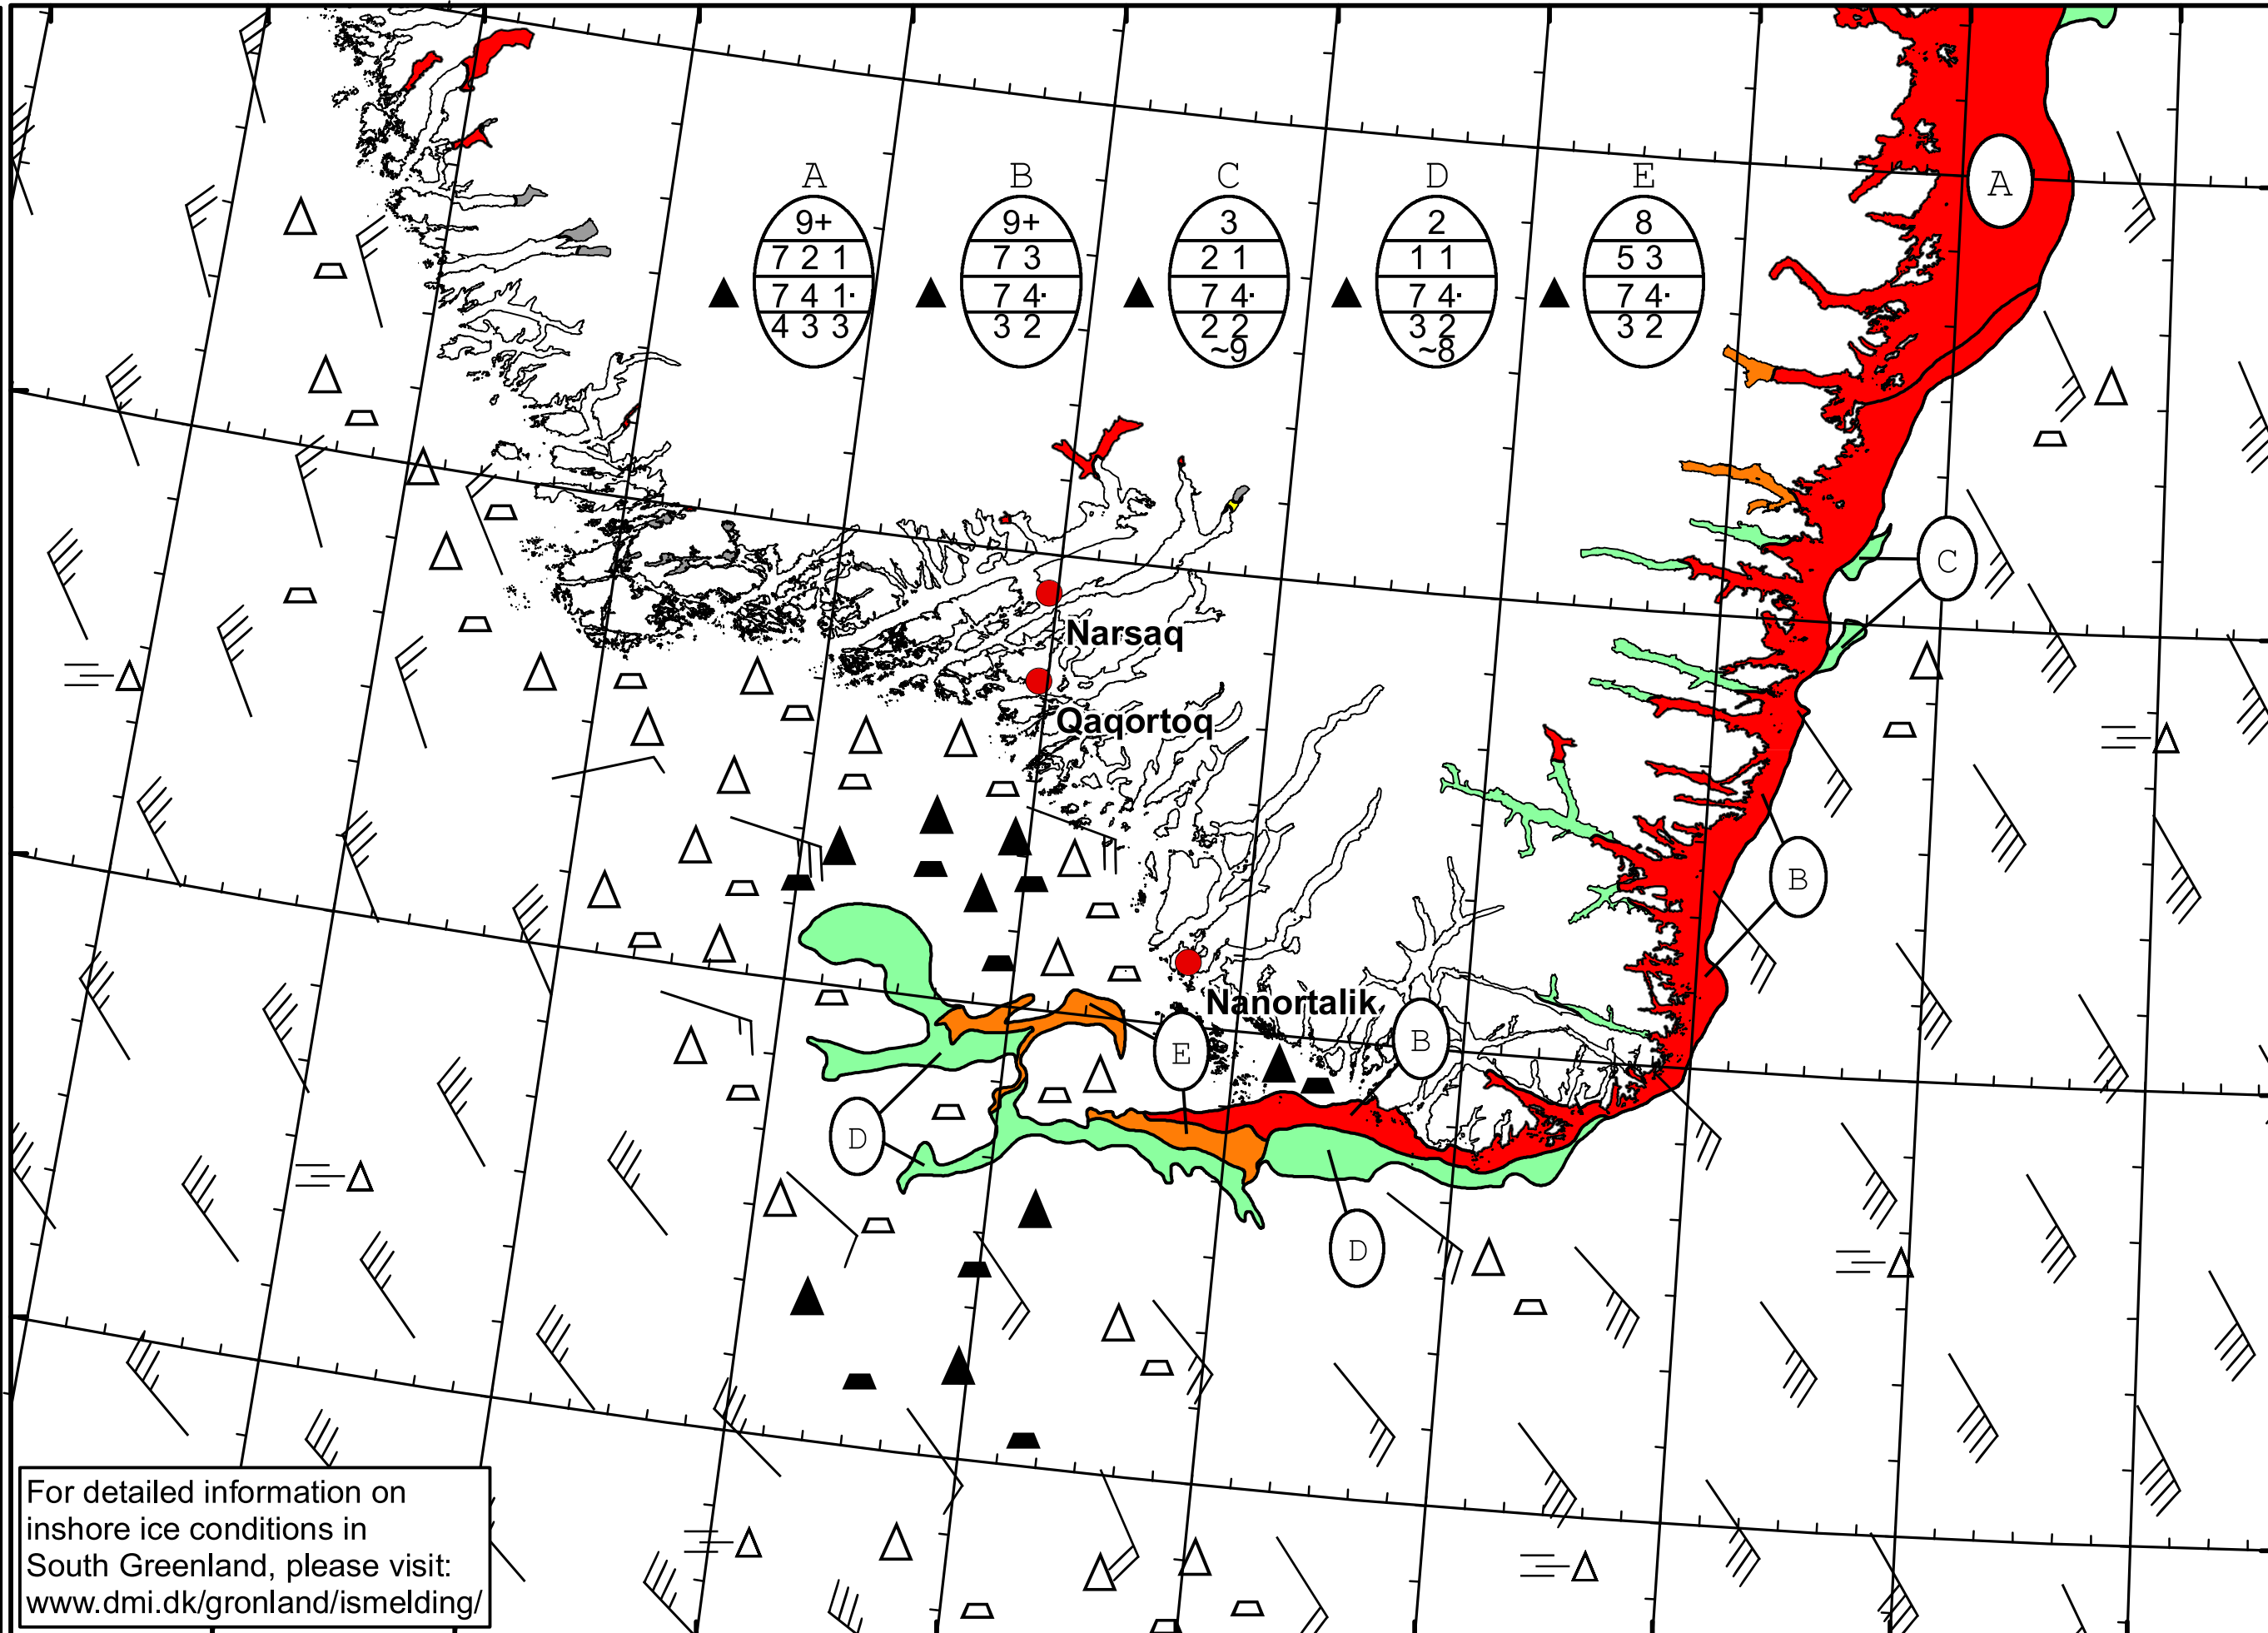 A B C D E
9+ 9+ 3 2 8
7 2 1 7 3 2 1 1 1 5 3
7 4 1· 7 4· 7 4· 7 4· 7 4·
4 3 3 3 2 2 2 3 2 3 2
~9 ~8
A
C
Narsaq
Qaqortoq
B
Nanortalik
B
E
D
D
For detailed information on
inshore ice conditions in
South Greenland, please visit:
www.dmi.dk/gronland/ismelding/